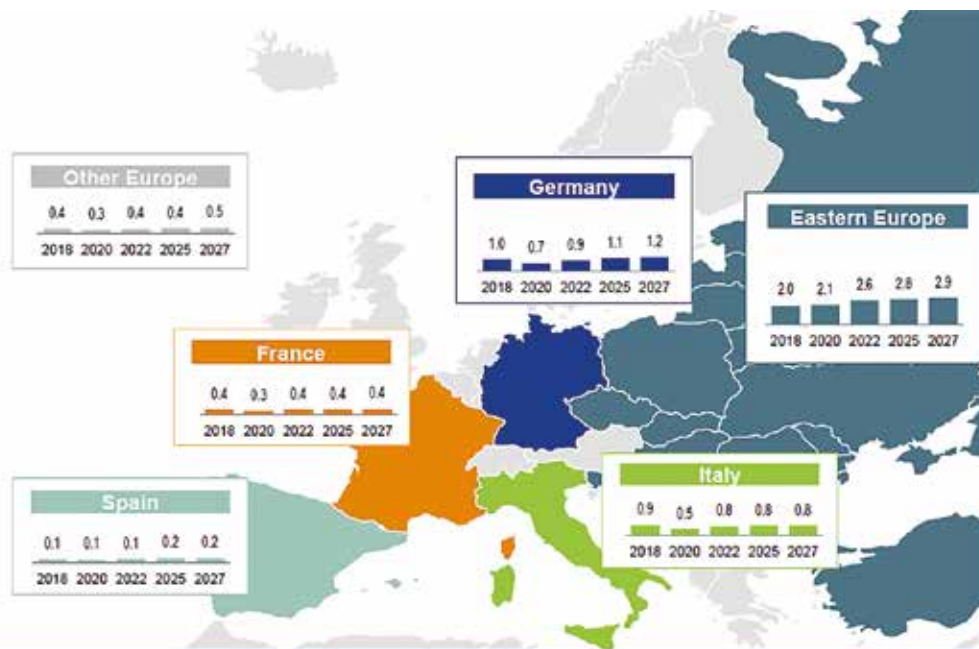 Other Europe
0.4 0.3 0.4 0.4 0.5
2018 2020 2022 2025 2027
Germany
1.0 0.7 0.9 1.1 1.2
2018 2020 2022 2025 2027
Eastern Europe
2.0 2.1 2.6 2.8 2.9
2018 2020 2022 2025 2027
France
0.4 0.3 0.4 0.4 0.4
2018 2020 2022 2025 2027
Spain
0.1 0.1 0.1 0.2 0.2
2018 2020 2022 2025 2027
Italy
0.9 0.5 0.8 0.8 0.8
2018 2020 2022 2025 2027